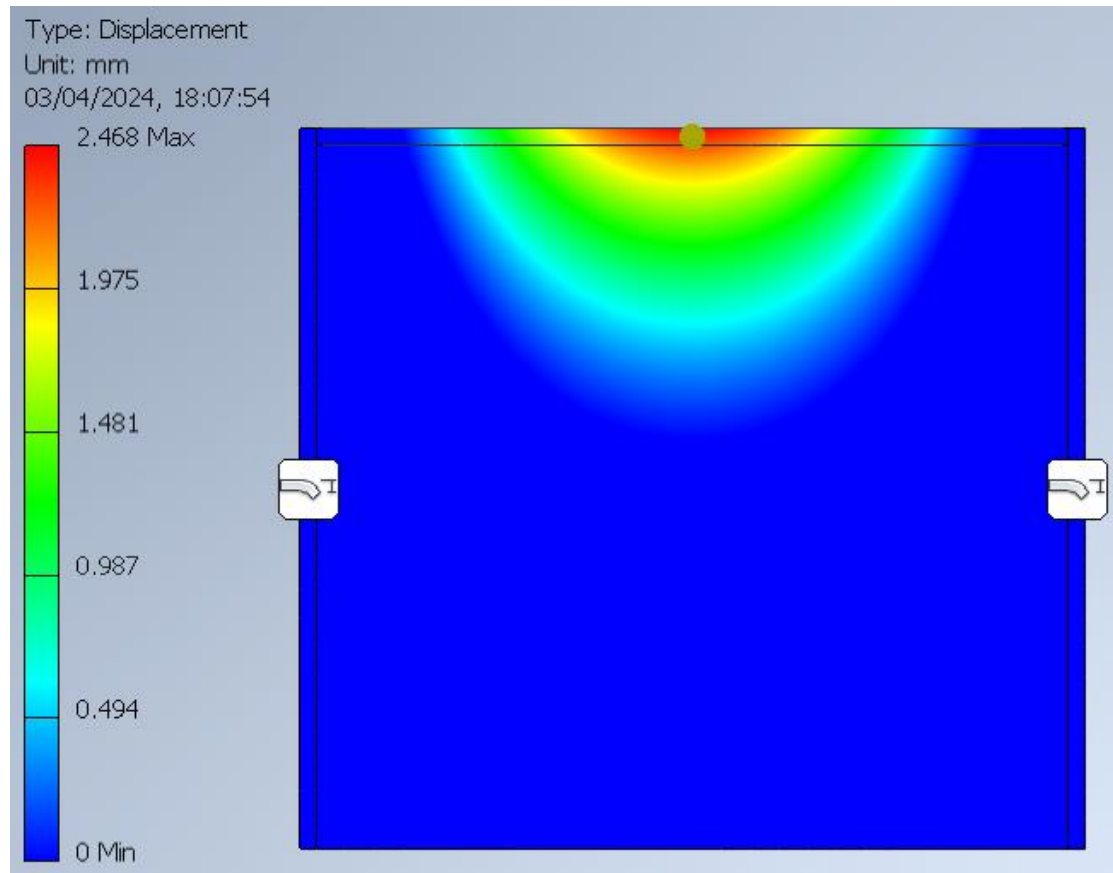 Type: Displacement
Unit: mm
03/04/2024, 18:07:54
2.468 Max
1.975
1.481
0.987
0.494
0 Min